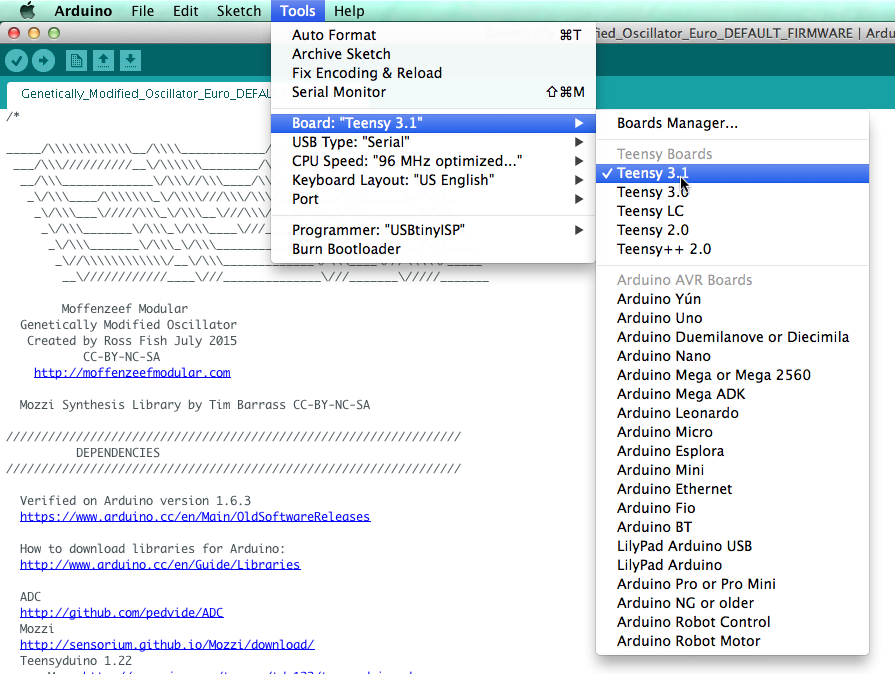 Arduino File Edit Sketch Tools Help
fied_Oscillator_Euro_DEFAULT_FIRMWARE | Ardu
Auto Format ⌘T
Archive Sketch
Fix Encoding & Reload
Serial Monitor ⇧⌘M
Board: "Teensy 3.1"
USB Type: "Serial"
CPU Speed: "96 MHz optimized..."
Keyboard Layout: "US English"
Port
Programmer: "USBtinyISP"
Burn Bootloader
Boards Manager...
Teensy Boards
✓ Teensy 3.1
Teensy 3.0
Teensy LC
Teensy 2.0
Teensy++ 2.0
Arduino AVR Boards
Arduino Yún
Arduino Uno
Arduino Duemilanove or Diecimila
Arduino Nano
Arduino Mega or Mega 2560
Arduino Mega ADK
Arduino Leonardo
Arduino Micro
Arduino Esplora
Arduino Mini
Arduino Ethernet
Arduino Fio
Arduino BT
LilyPad Arduino USB
LilyPad Arduino
Arduino Pro or Pro Mini
Arduino NG or older
Arduino Robot Control
Arduino Robot Motor
Genetically_Modified_Oscillator_Euro_DEFAU
/*
Moffenzeef Modular
Genetically Modified Oscillator
Created by Ross Fish July 2015
CC-BY-NC-SA
http://moffenzeefmodular.com
Mozzi Synthesis Library by Tim Barrass CC-BY-NC-SA
/////////////////////////////////////////////////////////////////
DEPENDENCIES
/////////////////////////////////////////////////////////////////
Verified on Arduino version 1.6.3
https://www.arduino.cc/en/Main/OldSoftwareReleases
How to download libraries for Arduino:
http://www.arduino.cc/en/Guide/Libraries
ADC
http://github.com/pedvide/ADC
Mozzi
http://sensorium.github.io/Mozzi/download/
Teensyduino 1.22